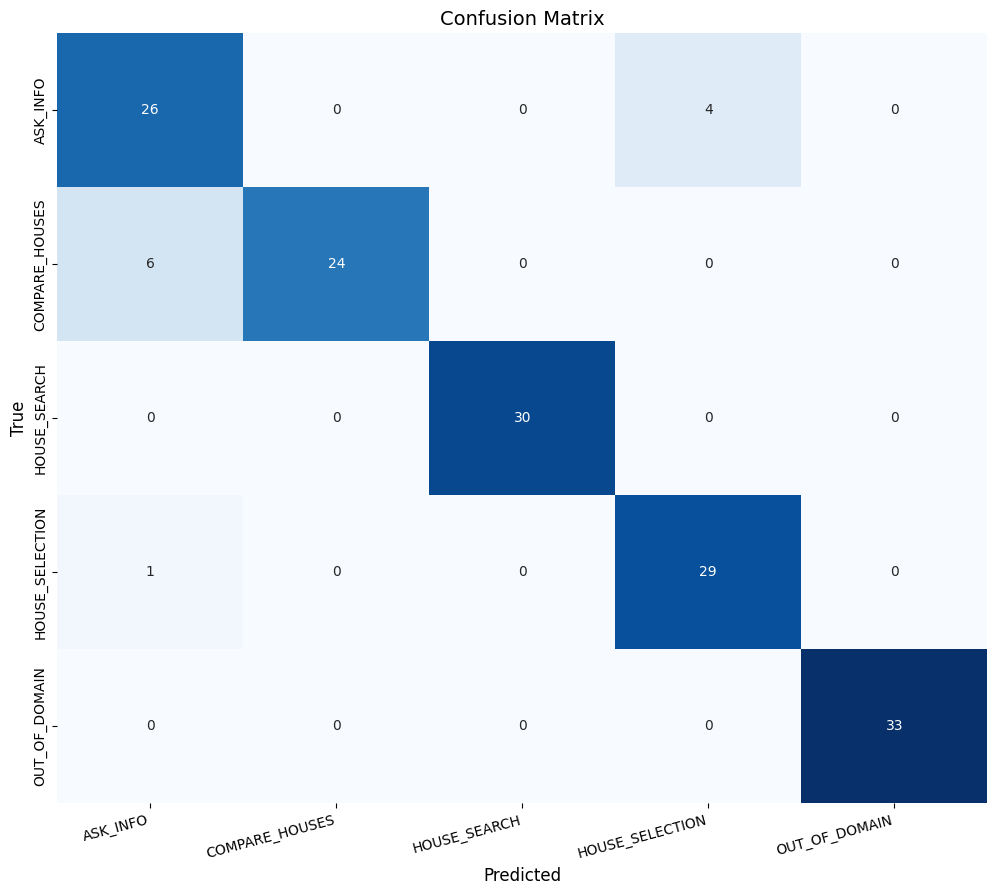 Confusion Matrix
True
ASK_INFO
26 0 0 4 0
COMPARE_HOUSES
6 24 0 0 0
HOUSE_SEARCH
0 0 30 0 0
HOUSE_SELECTION
1 0 0 29 0
OUT_OF_DOMAIN
0 0 0 0 33
ASK_INFO COMPARE_HOUSES HOUSE_SEARCH HOUSE_SELECTION OUT_OF_DOMAIN
Predicted